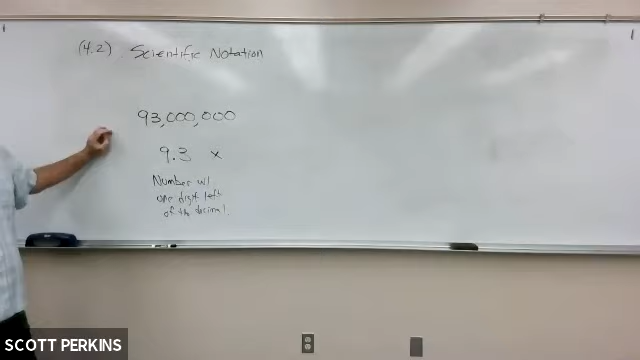 (4.2) Scientific Notation
93,000,000
9.3 x
Number w/
one digit left
of the decimal.
SCOTT PERKINS